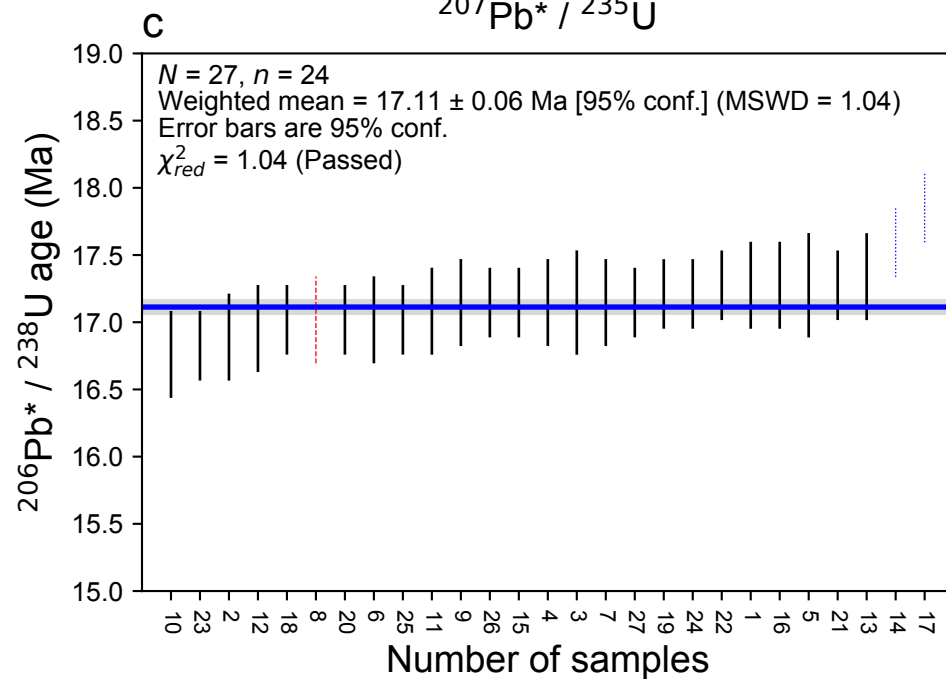 207Pb* / 235U
c
N = 27, n = 24
Weighted mean = 17.11 ± 0.06 Ma [95% conf.] (MSWD = 1.04)
Error bars are 95% conf.
χ²red = 1.04 (Passed)
206Pb* / 238U age (Ma)
19.0
18.5
18.0
17.5
17.0
16.5
16.0
15.5
15.0
10 23 2 12 18 8 20 6 25 11 9 26 15 4 3 7 27 19 24 22 1 16 5 21 13 14 17
Number of samples